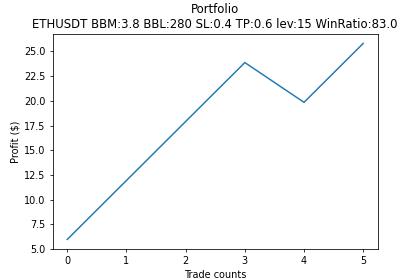 Portfolio
ETHUSDT BBM:3.8 BBL:280 SL:0.4 TP:0.6 lev:15 WinRatio:83.0
Profit ($)
25.0
22.5
20.0
17.5
15.0
12.5
10.0
7.5
5.0
0 1 2 3 4 5
Trade counts